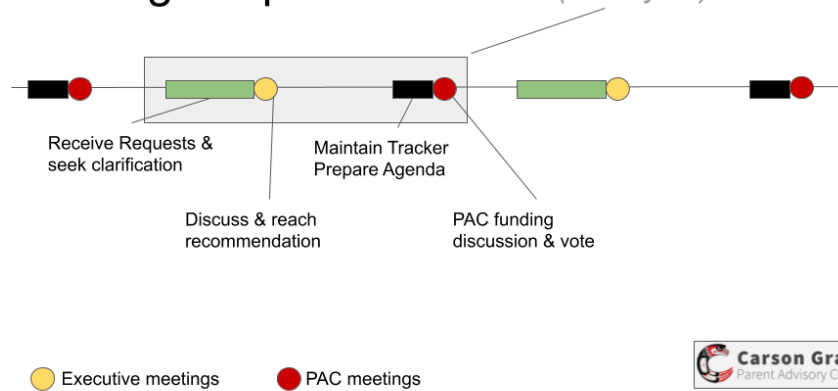 Receive Requests &
seek clarification
Maintain Tracker
Prepare Agenda
Discuss & reach
recommendation
PAC funding
discussion & vote
Executive meetings
PAC meetings
Carson Gra
Parent Advisory C